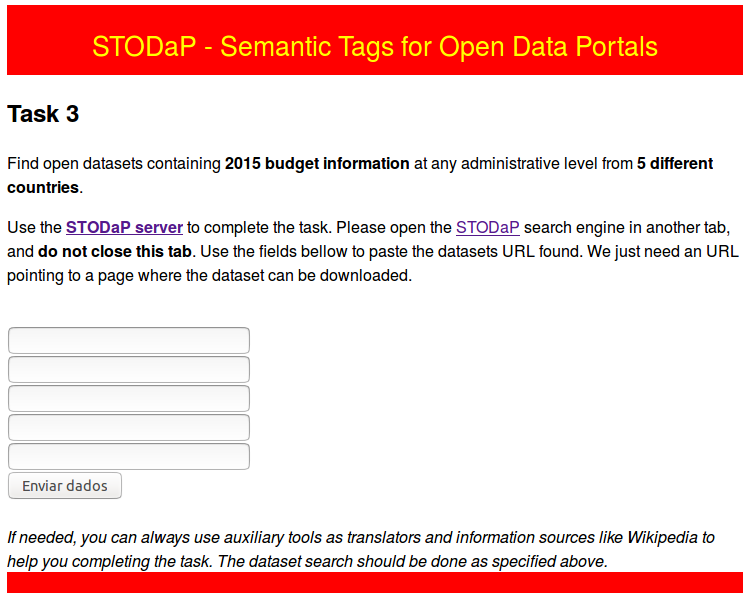 STODaP - Semantic Tags for Open Data Portals
Task 3
Find open datasets containing 2015 budget information at any administrative level from 5 different
countries.
Use the STODaP server to complete the task. Please open the STODaP search engine in another tab,
and do not close this tab. Use the fields bellow to paste the datasets URL found. We just need an URL
pointing to a page where the dataset can be downloaded.
Enviar dados
If needed, you can always use auxiliary tools as translators and information sources like Wikipedia to
help you completing the task. The dataset search should be done as specified above.